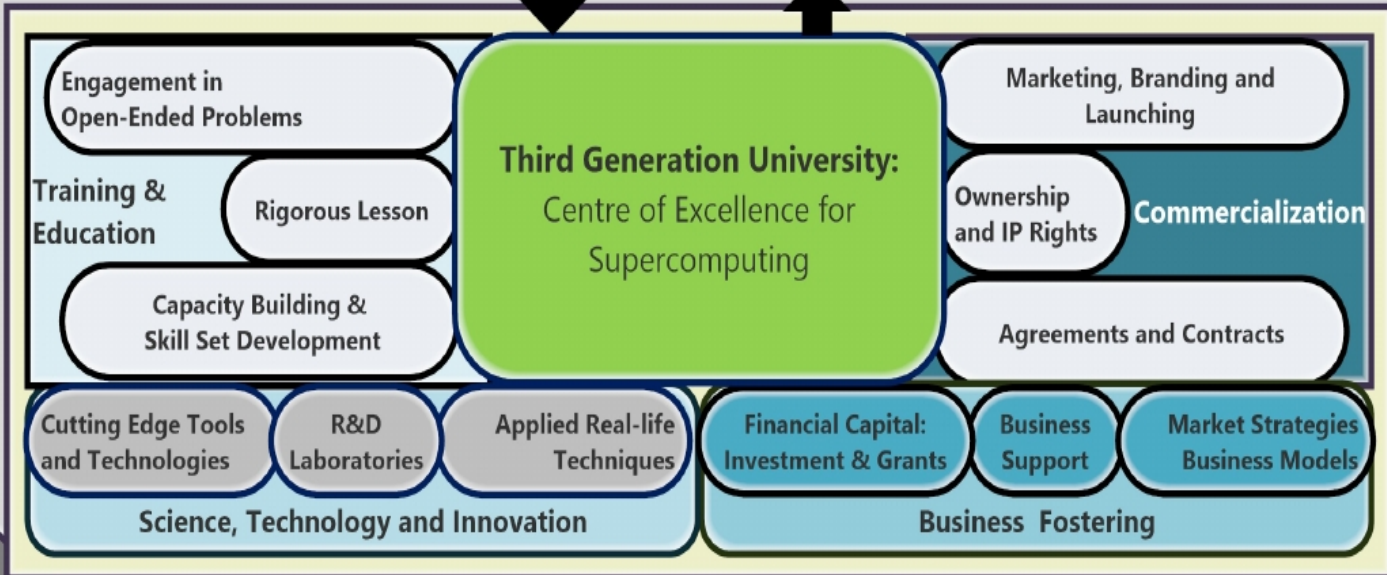 Engagement in
Open-Ended Problems
Training &
Education
Rigorous Lesson
Capacity Building &
Skill Set Development
Third Generation University:
Centre of Excellence for
Supercomputing
Marketing, Branding and
Launching
Ownership
and IP Rights
Commercialization
Agreements and Contracts
Cutting Edge Tools
and Technologies
R&D
Laboratories
Applied Real-life
Techniques
Science, Technology and Innovation
Financial Capital:
Investment & Grants
Business
Support
Market Strategies
Business Models
Business Fostering